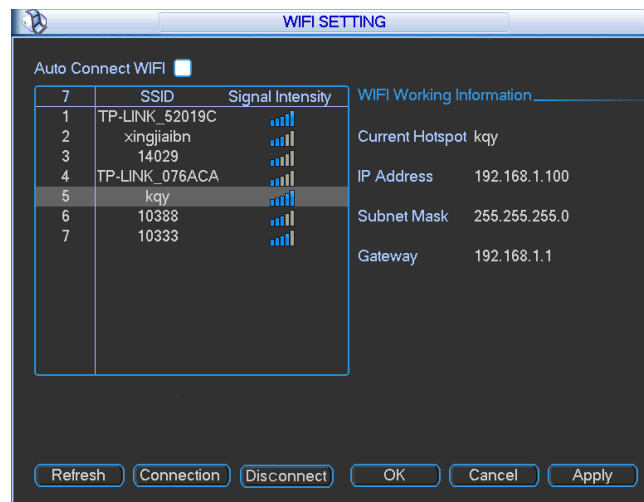 WIFI SETTING
Auto Connect WIFI
7 SSID Signal Intensity
1 TP-LINK_52019C
2 xingjiaibn
3 14029
4 TP-LINK_076ACA
5 kqy
6 10388
7 10333
WIFI Working Information
Current Hotspot kqy
IP Address 192.168.1.100
Subnet Mask 255.255.255.0
Gateway 192.168.1.1
Refresh Connection Disconnect OK Cancel Apply